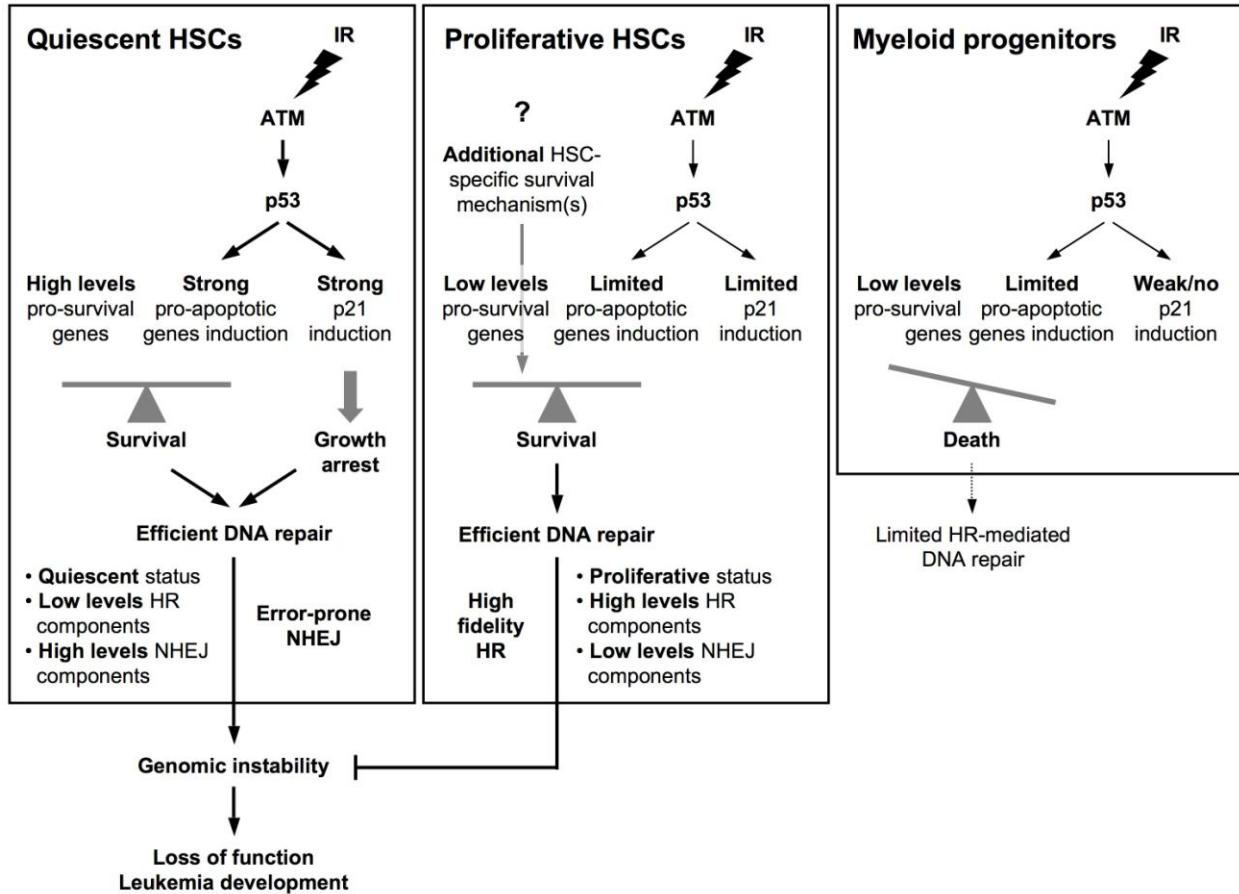 Quiescent HSCs
IR
ATM
p53
High levels
pro-survival
genes
Strong
pro-apoptotic
genes induction
Strong
p21
induction
Survival
Growth
arrest
Efficient DNA repair
• Quiescent status
• Low levels HR
components
• High levels NHEJ
components
Error-prone
NHEJ
Genomic instability
Loss of function
Leukemia development
Proliferative HSCs
IR
?
ATM
Additional HSC-
specific survival
mechanism(s)
p53
Low levels
pro-survival
genes
Limited
pro-apoptotic
genes induction
Limited
p21
induction
Survival
Efficient DNA repair
High
fidelity
HR
• Proliferative status
• High levels HR
components
• Low levels NHEJ
components
Myeloid progenitors
IR
ATM
p53
Low levels
pro-survival
genes
Limited
pro-apoptotic
genes induction
Weak/no
p21
induction
Death
Limited HR-mediated
DNA repair